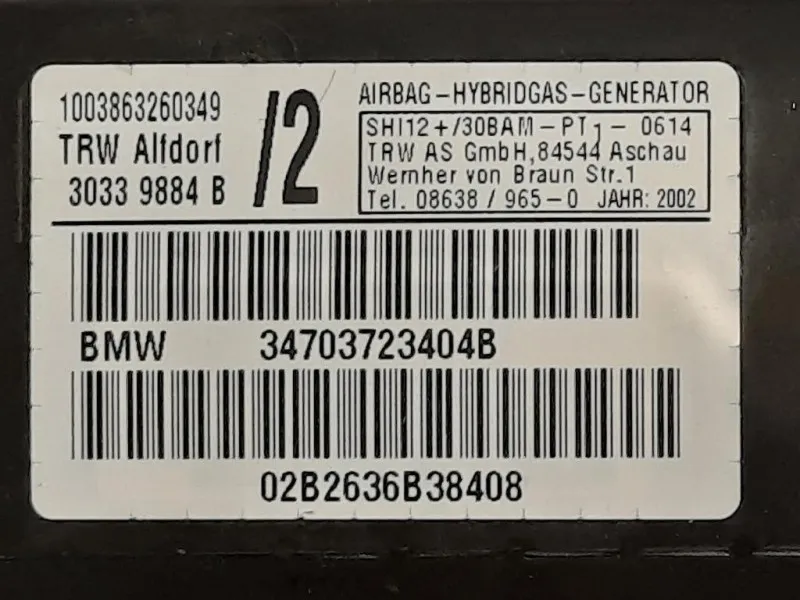 1003863260349
TRW Alfdorf
3033 9884 B
/2
AIRBAG-HYBRIDGAS-GENERATOR
SHI12+/30BAM-PT1-0614
TRW AS GmbH,84544 Aschau
Wernher von Braun Str.1
Tel. 08638 / 965-0 JAHR: 2002
BMW 34703723404B
02B2636B38408